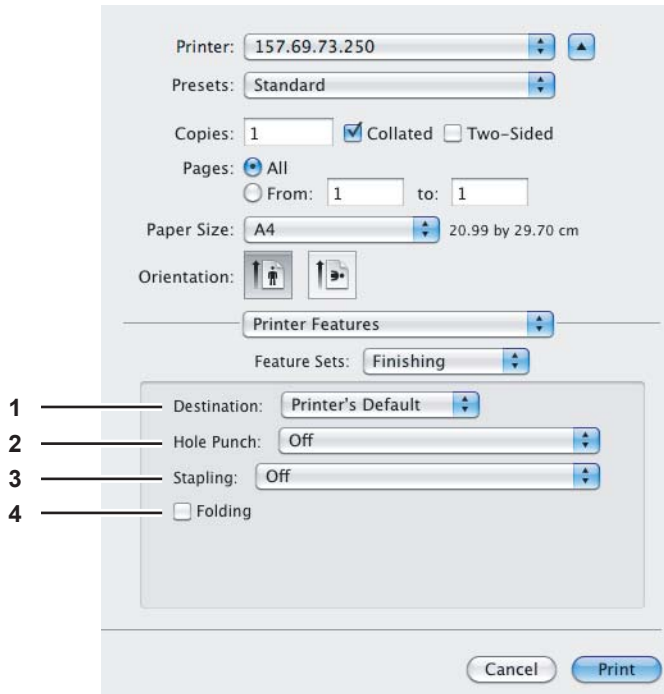 Printer: 157.69.73.250
Presets: Standard
Copies: 1 Collated Two-Sided
Pages: All
From: 1 to: 1
Paper Size: A4 20.99 by 29.70 cm
Orientation:
Printer Features
Feature Sets: Finishing
1 Destination: Printer's Default
2 Hole Punch: Off
3 Stapling: Off
4 Folding
Cancel Print